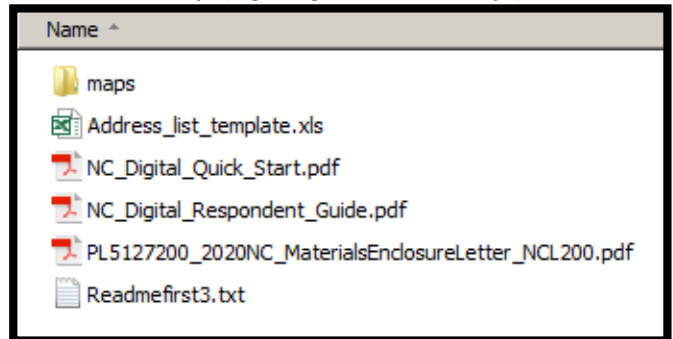 Name
maps
Address_list_template.xls
NC_Digital_Quick_Start.pdf
NC_Digital_Respondent_Guide.pdf
PL5127200_2020NC_MaterialsEnclosureLetter_NCL200.pdf
Readmefirst3.txt